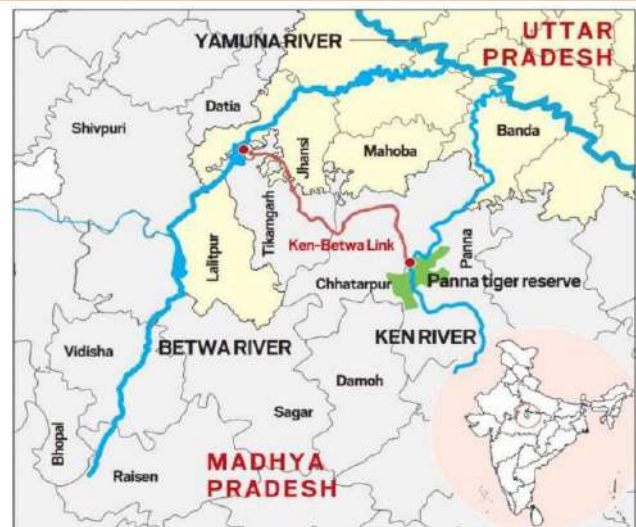 YAMUNA RIVER
UTTAR
PRADESH
Datia
Shivpuri
Banda
Jhansi
Mahoba
Tikamgarh
Lalitpur
Ken-Betwa Link
Panna
Chhatarpur
Panna tiger reserve
Vidisha
BETWA RIVER
KEN RIVER
Damoh
Sagar
Bhopal
Raisen
MADHYA
PRADESH